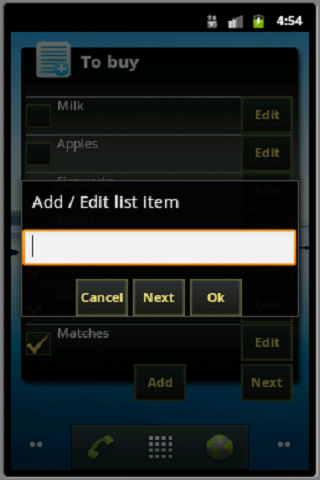 4:54
To buy
Milk
Edit
Apples
Edit
Add / Edit list item
Cancel Next Ok
Matches
Edit
Add Next